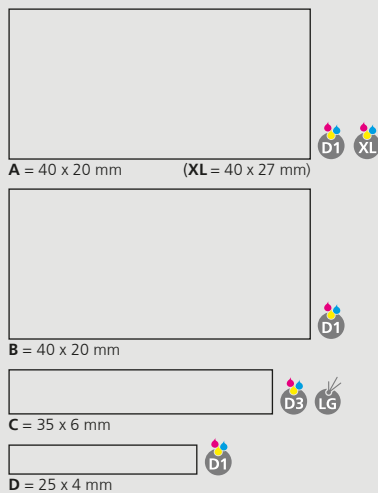 D1 XL
A = 40 x 20 mm (XL = 40 x 27 mm)
D1
B = 40 x 20 mm
D3 LG
C = 35 x 6 mm
D1
D = 25 x 4 mm